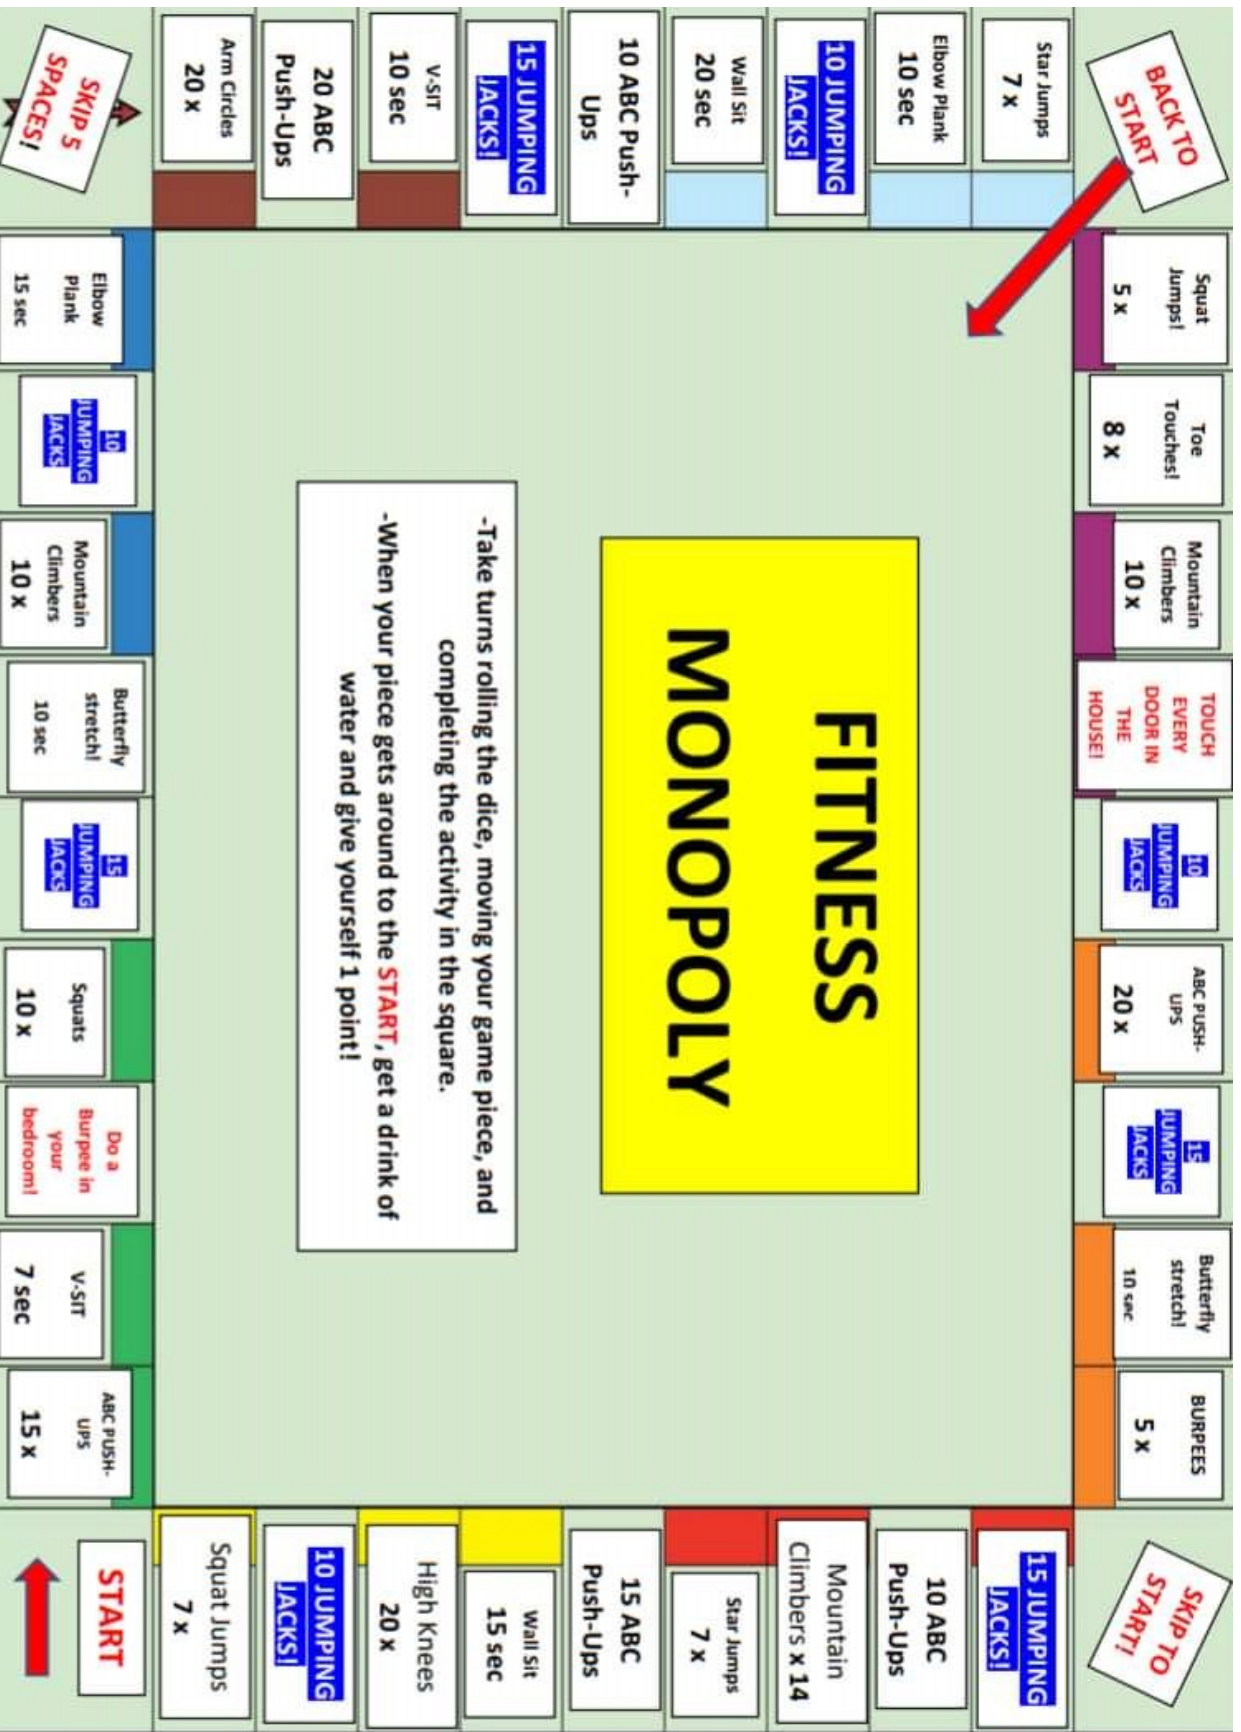 BACK TO
START
Squat
Jumps!
5 x
Toe
Touches!
8 x
Mountain
Climbers
10 x
TOUCH
EVERY
DOOR IN
THE
HOUSE!
10
JUMPING
JACKS
ABC PUSH-
UPS
20 x
15
JUMPING
JACKS
Butterfly
stretch!
10 sec
BURPEES
5 x
SKIP TO
START!
Star Jumps
7 x
Elbow Plank
10 sec
10 JUMPING
JACKS!
Wall Sit
20 sec
10 ABC Push-
Ups
15 JUMPING
JACKS!
V-SIT
10 sec
20 ABC
Push-Ups
Arm Circles
20 x
FITNESS
MONOPOLY
-Take turns rolling the dice, moving your game piece, and
completing the activity in the square.
-When your piece gets around to the START, get a drink of
water and give yourself 1 point!
15 JUMPING
JACKS!
10 ABC
Push-Ups
Mountain
Climbers x 14
Star Jumps
7 x
15 ABC
Push-Ups
Wall Sit
15 sec
High Knees
20 x
10 JUMPING
JACKS!
Squat Jumps
7 x
SKIP 5
SPACES!
Elbow
Plank
15 sec
10
JUMPING
JACKS
Mountain
Climbers
10 x
Butterfly
stretch!
10 sec
15
JUMPING
JACKS
Squats
10 x
Do a
Burpee in
your
bedroom!
V-SIT
7 sec
ABC PUSH-
UPS
15 x
START